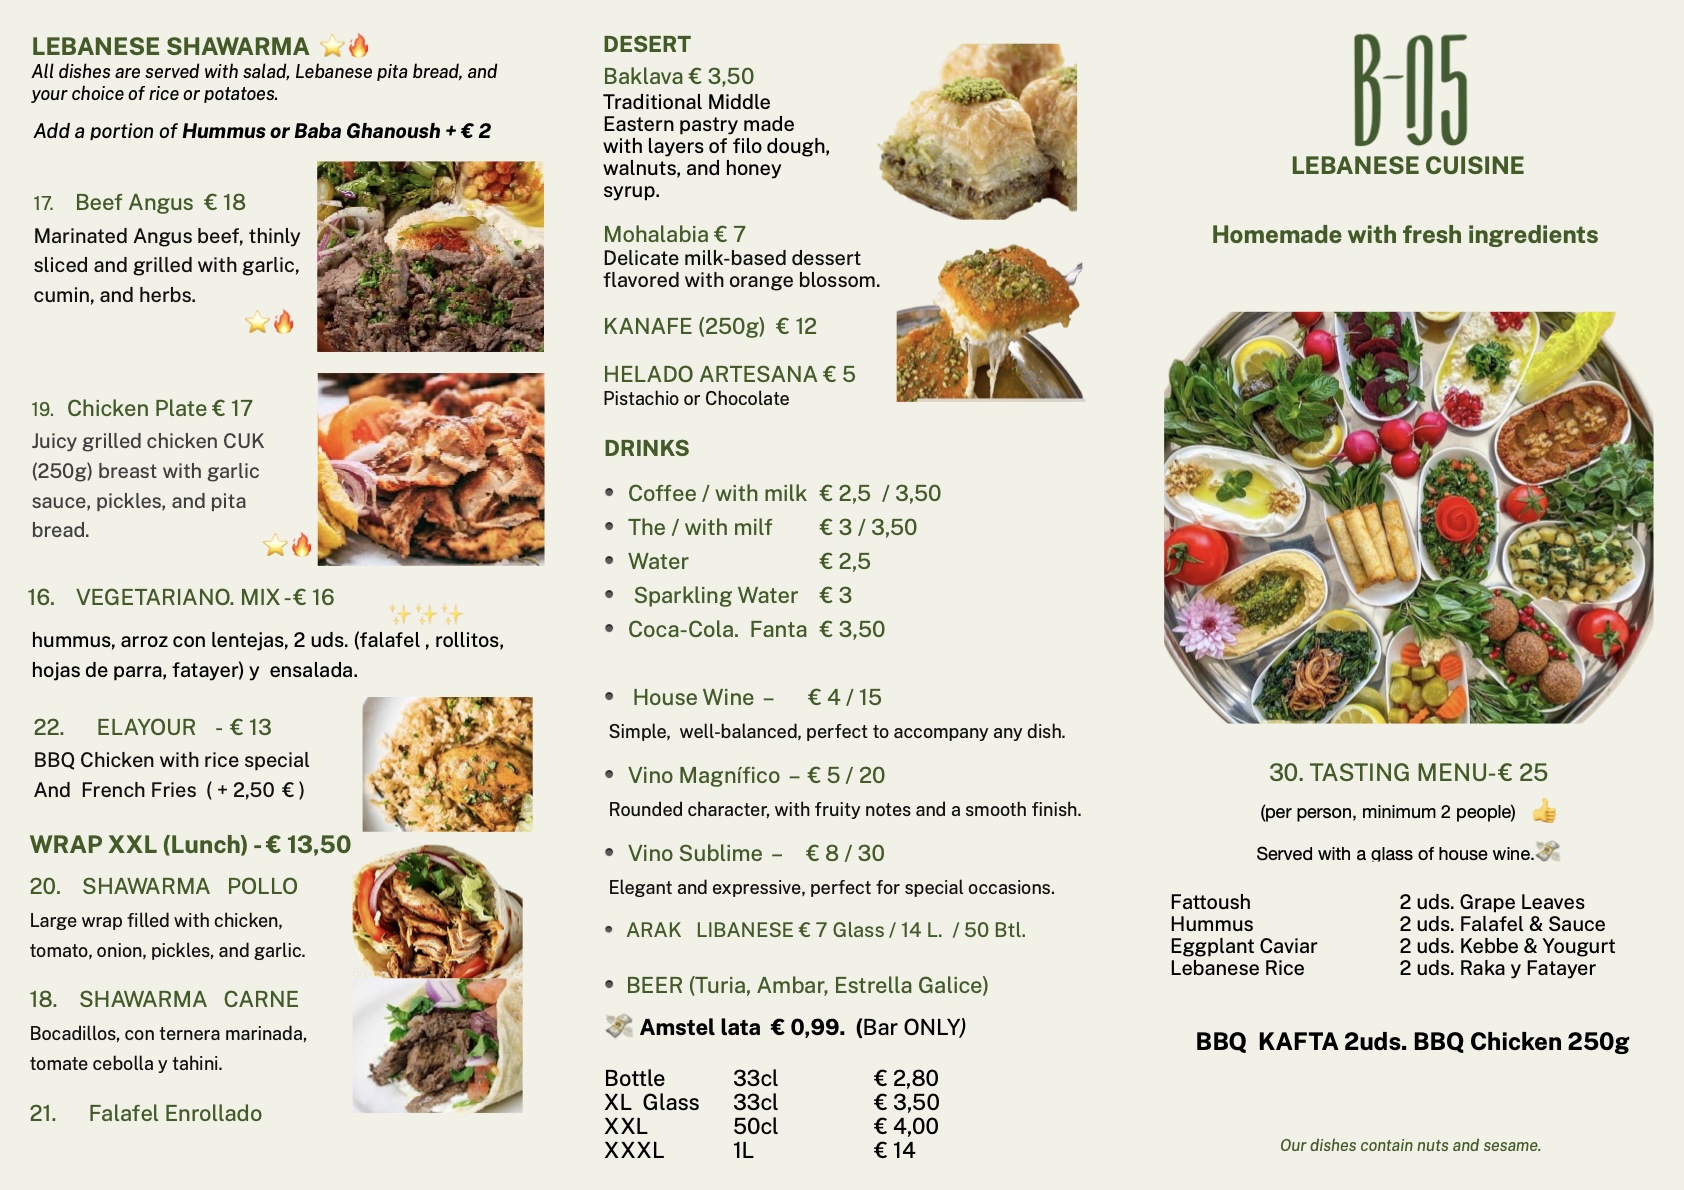 LEBANESE SHAWARMA ⭐🔥
All dishes are served with salad, Lebanese pita bread, and
your choice of rice or potatoes.
Add a portion of Hummus or Baba Ghanoush + € 2
17. Beef Angus € 18
Marinated Angus beef, thinly
sliced and grilled with garlic,
cumin, and herbs.
⭐🔥
19. Chicken Plate € 17
Juicy grilled chicken CUK
(250g) breast with garlic
sauce, pickles, and pita
bread.
⭐🔥
16. VEGETARIANO. MIX - € 16
✨✨✨
hummus, arroz con lentejas, 2 uds. (falafel , rollitos,
hojas de parra, fatayer) y ensalada.
22. ELAYOUR - € 13
BBQ Chicken with rice special
And French Fries ( + 2,50 € )
WRAP XXL (Lunch) - € 13,50
20. SHAWARMA POLLO
Large wrap filled with chicken,
tomato, onion, pickles, and garlic.
18. SHAWARMA CARNE
Bocadillos, con ternera marinada,
tomate cebolla y tahini.
21. Falafel Enrollado
DESERT
Baklava € 3,50
Traditional Middle
Eastern pastry made
with layers of filo dough,
walnuts, and honey
syrup.
Mohalabia € 7
Delicate milk-based dessert
flavored with orange blossom.
KANAFE (250g) € 12
HELADO ARTESANA € 5
Pistachio or Chocolate
DRINKS
• Coffee / with milk € 2,5 / 3,50
• The / with milf € 3 / 3,50
• Water € 2,5
• Sparkling Water € 3
• Coca-Cola. Fanta € 3,50
• House Wine – € 4 / 15
Simple, well-balanced, perfect to accompany any dish.
• Vino Magnífico – € 5 / 20
Rounded character, with fruity notes and a smooth finish.
• Vino Sublime – € 8 / 30
Elegant and expressive, perfect for special occasions.
• ARAK LIBANESE € 7 Glass / 14 L. / 50 Btl.
• BEER (Turia, Ambar, Estrella Galice)
💸 Amstel lata € 0,99. (Bar ONLY)
Bottle 33cl € 2,80
XL Glass 33cl € 3,50
XXL 50cl € 4,00
XXXL 1L € 14
B-05
LEBANESE CUISINE
Homemade with fresh ingredients
30. TASTING MENU- € 25
(per person, minimum 2 people) 👍
Served with a glass of house wine.💸
Fattoush 2 uds. Grape Leaves
Hummus 2 uds. Falafel & Sauce
Eggplant Caviar 2 uds. Kebbe & Yougurt
Lebanese Rice 2 uds. Raka y Fatayer
BBQ KAFTA 2uds. BBQ Chicken 250g
Our dishes contain nuts and sesame.